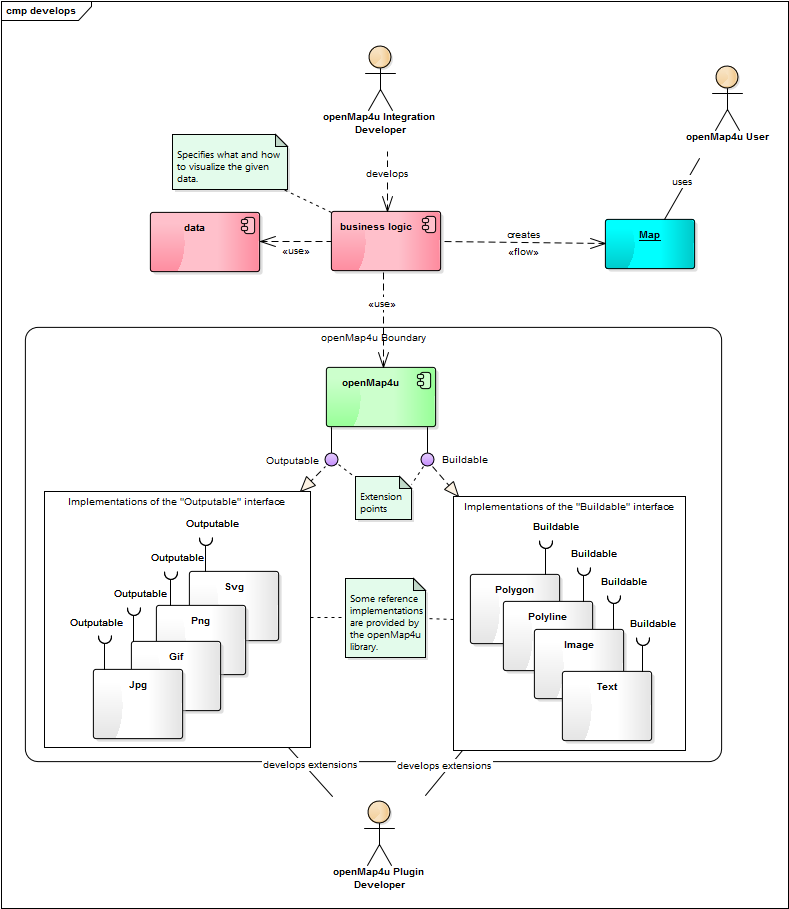 cmp develops
openMap4u Integration
Developer
openMap4u User
Specifies what and how
to visualize the given
data.
develops
uses
data
business logic
creates
Map
«use»
«flow»
«use»
openMap4u Boundary
openMap4u
Outputable
Buildable
Extension
points
Implementations of the "Outputable" interface
Implementations of the "Buildable" interface
Outputable
Outputable
Outputable
Outputable
Svg
Png
Gif
Jpg
Some reference
implementations
are provided by
the openMap4u
library.
Buildable
Buildable
Buildable
Buildable
Polygon
Polyline
Image
Text
develops extensions
develops extensions
openMap4u Plugin
Developer